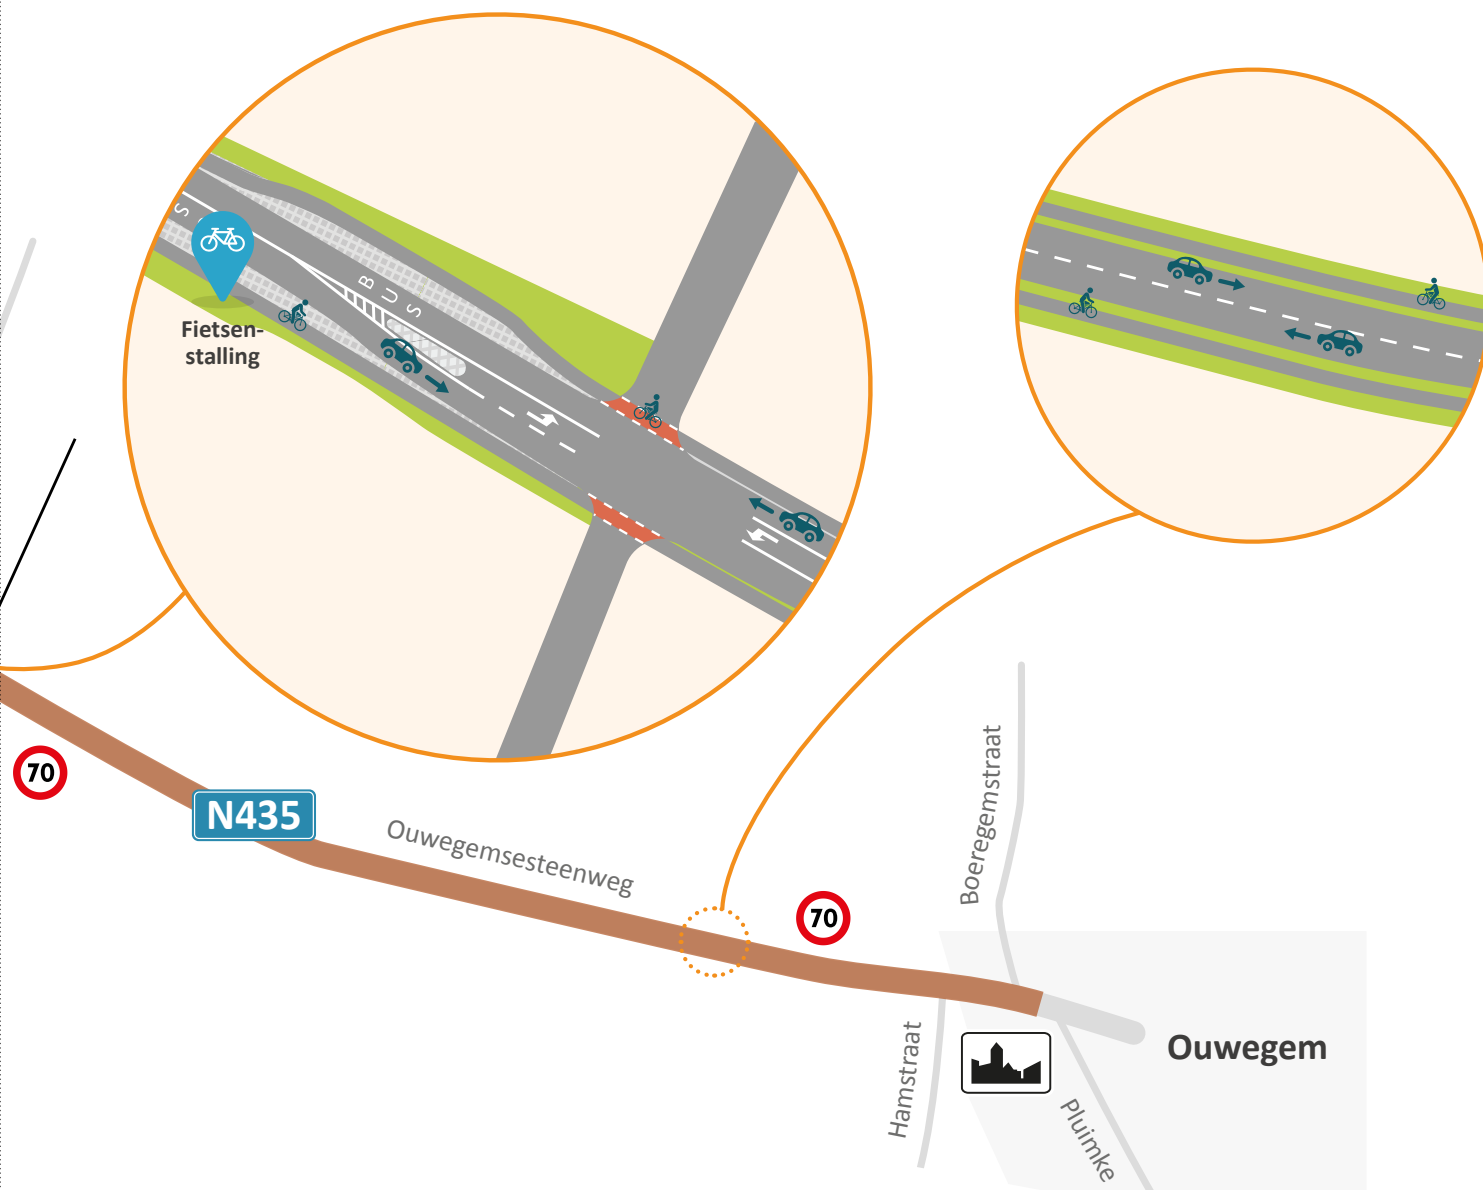 S
BUS
Fietsen-
stalling
70
N435
Ouwegemsesteenweg
70
Boeregemstraat
Hamstraat
Ouwegem
Pluimke